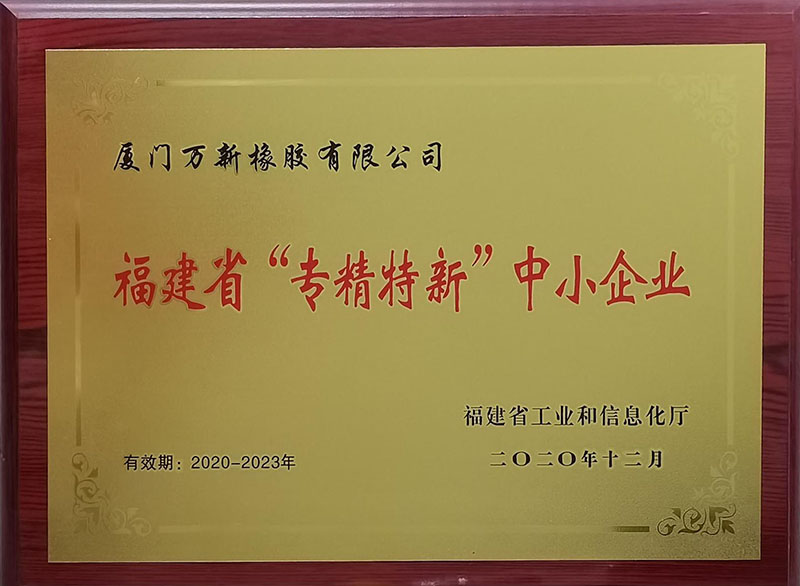 厦门万新橡胶有限公司
福建省“专精特新”中小企业
福建省工业和信息化厅
有效期：2020-2023年
二〇二〇年十二月